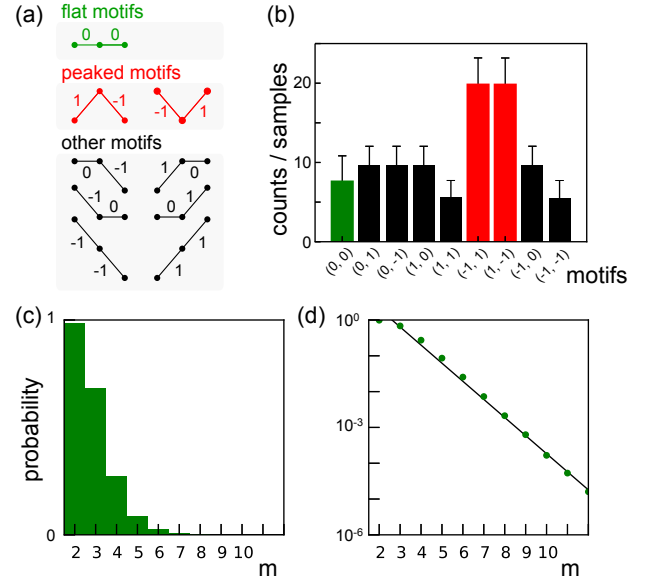 (a)
flat motifs
0 0
peaked motifs
1 -1 -1 1
other motifs
0 -1 1 0
-1 0 0 1
-1 -1 1 1
(b)
counts / samples
20
10
0
(0, 0) (0, 1) (0, -1) (1, 0) (1, 1) (-1, 1) (1, -1) (-1, 0) (-1, -1)
motifs
(c)
probability
1
0
2 3 4 5 6 7 8 9 10
m
(d)
10^0
10^-3
10^-6
2 3 4 5 6 7 8 9 10
m